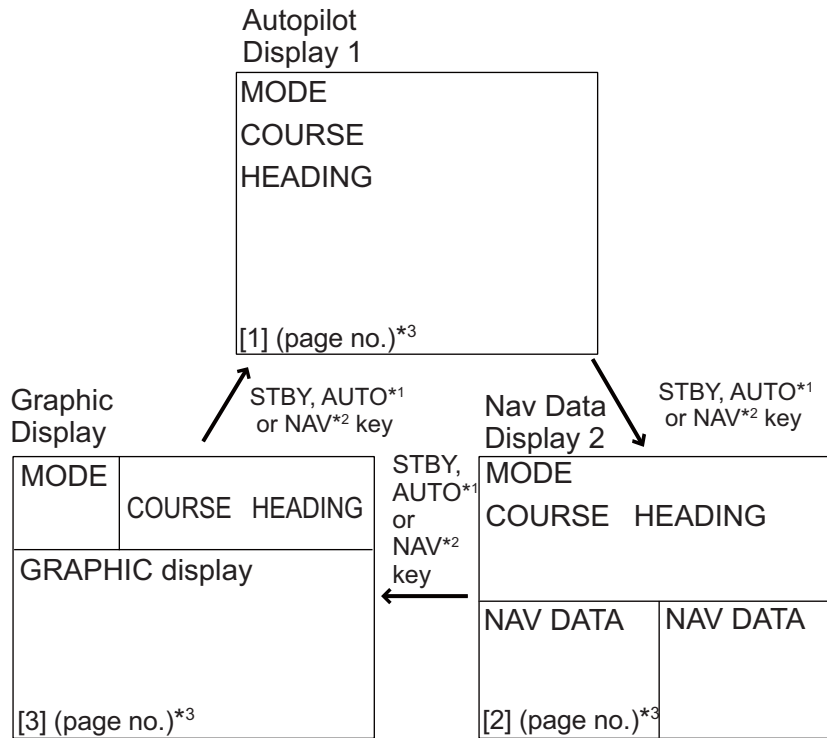 Autopilot
Display 1
MODE
COURSE
HEADING
[1] (page no.)*3
STBY, AUTO*1
or NAV*2 key
Graphic
Display
MODE
COURSE HEADING
GRAPHIC display
[3] (page no.)*3
STBY,
AUTO*1
or
NAV*2
key
STBY, AUTO*1
or NAV*2 key
Nav Data
Display 2
MODE
COURSE HEADING
NAV DATA
NAV DATA
[2] (page no.)*3